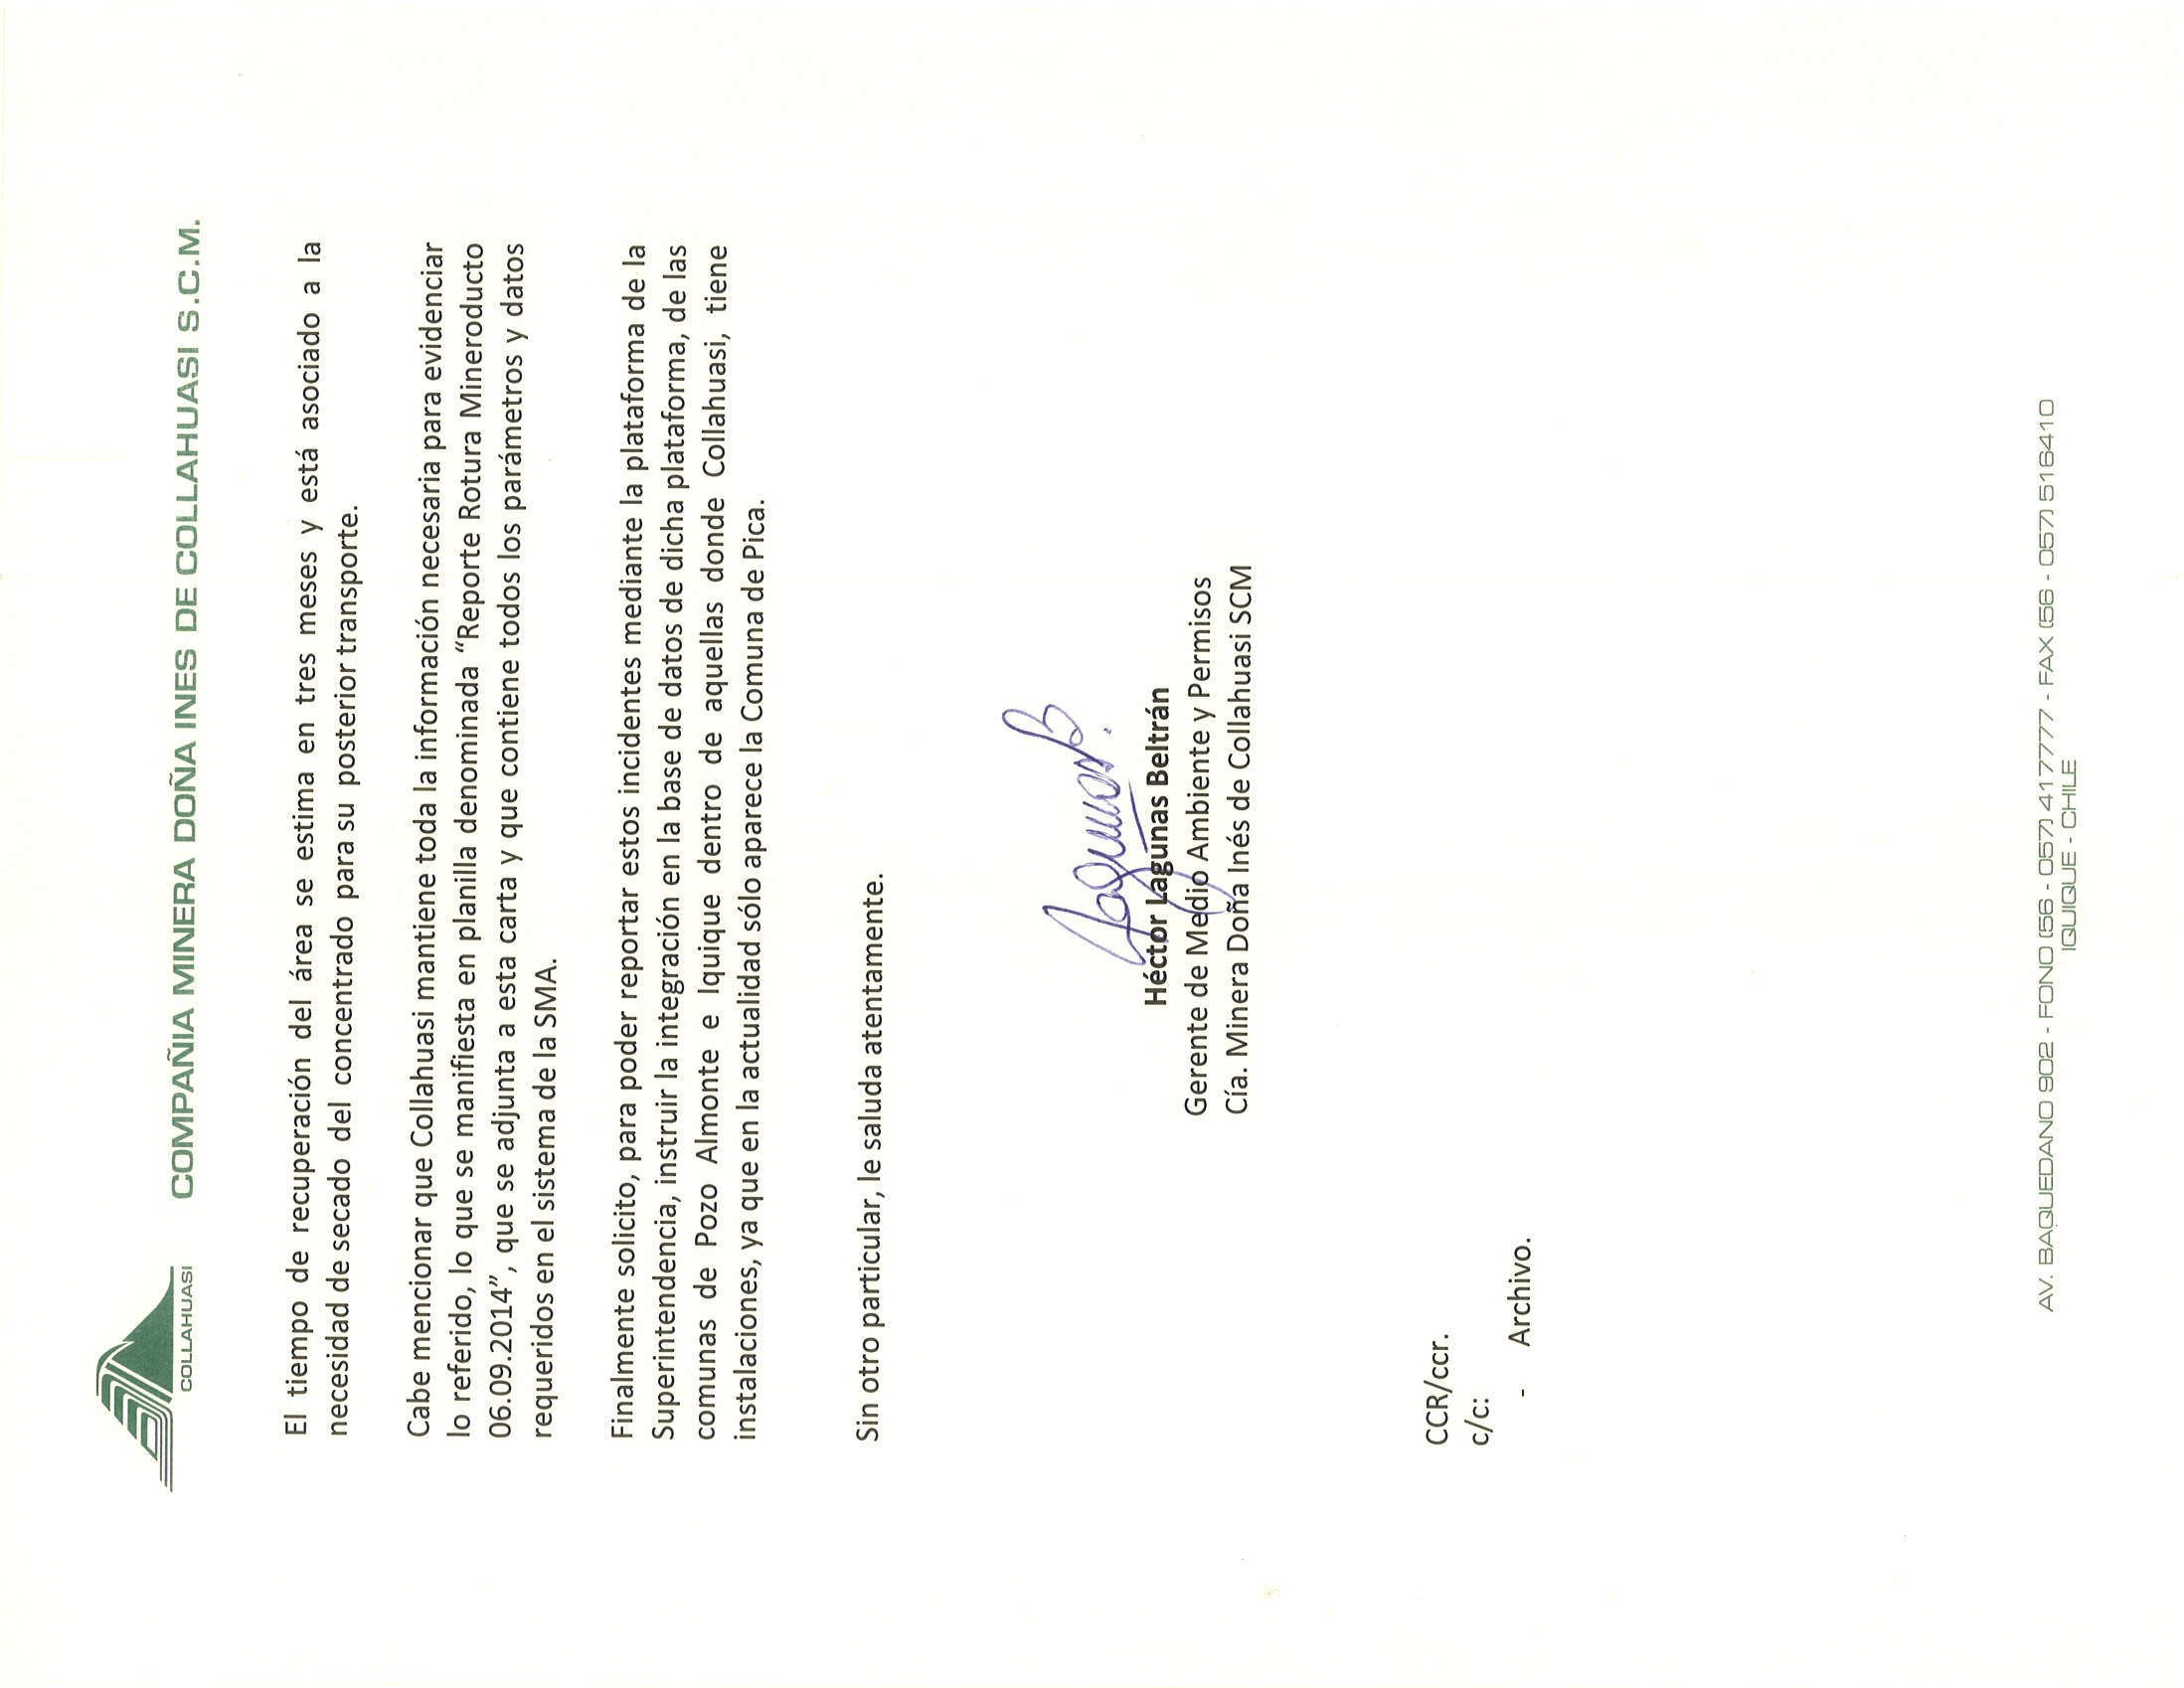 COLLAHUASI
COMPAÑIA MINERA DOÑA INES DE COLLAHUASI S.C.M.
El tiempo de recuperación del área se estima en tres meses y está asociado a la
necesidad de secado del concentrado para su posterior transporte.
Cabe mencionar que Collahuasi mantiene toda la información necesaria para evidenciar
lo referido, lo que se manifiesta en planilla denominada "Reporte Rotura Mineroducto
06.09.2014", que se adjunta a esta carta y que contiene todos los parámetros y datos
requeridos en el sistema de la SMA.
Finalmente solicito, para poder reportar estos incidentes mediante la plataforma de la
Superintendencia, instruir la integración en la base de datos de dicha plataforma, de las
comunas de Pozo Almonte e Iquique dentro de aquellas donde Collahuasi, tiene
instalaciones, ya que en la actualidad sólo aparece la Comuna de Pica.
Sin otro particular, le saluda atentamente.
Héctor Lagunas Beltrán
Gerente de Medio Ambiente y Permisos
Cía. Minera Doña Inés de Collahuasi SCM
CCR/ccr.
c/c:
- Archivo.
AV. BAQUEDANO 902 - FONO (56 - 057) 417777 - FAX (56 - 057) 516410
IQUIQUE - CHILE